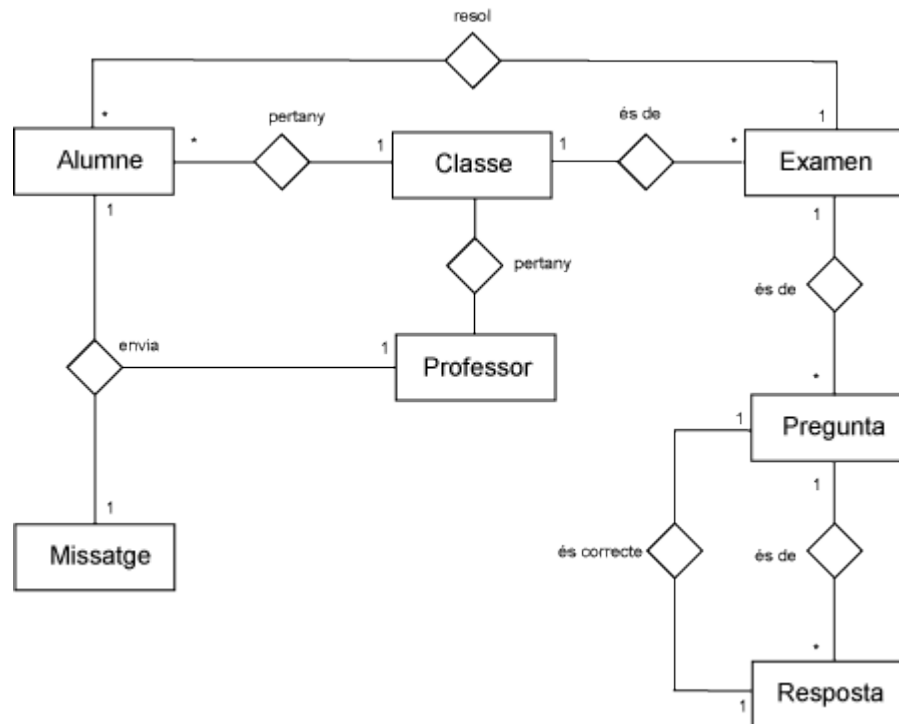 resol
* 1
pertany és de
Alumne * 1 Classe 1 * Examen
1 1
pertany
és de
envia 1 Professor
*
1 Pregunta
1
1
Missatge
és correcte és de
*
1 Resposta